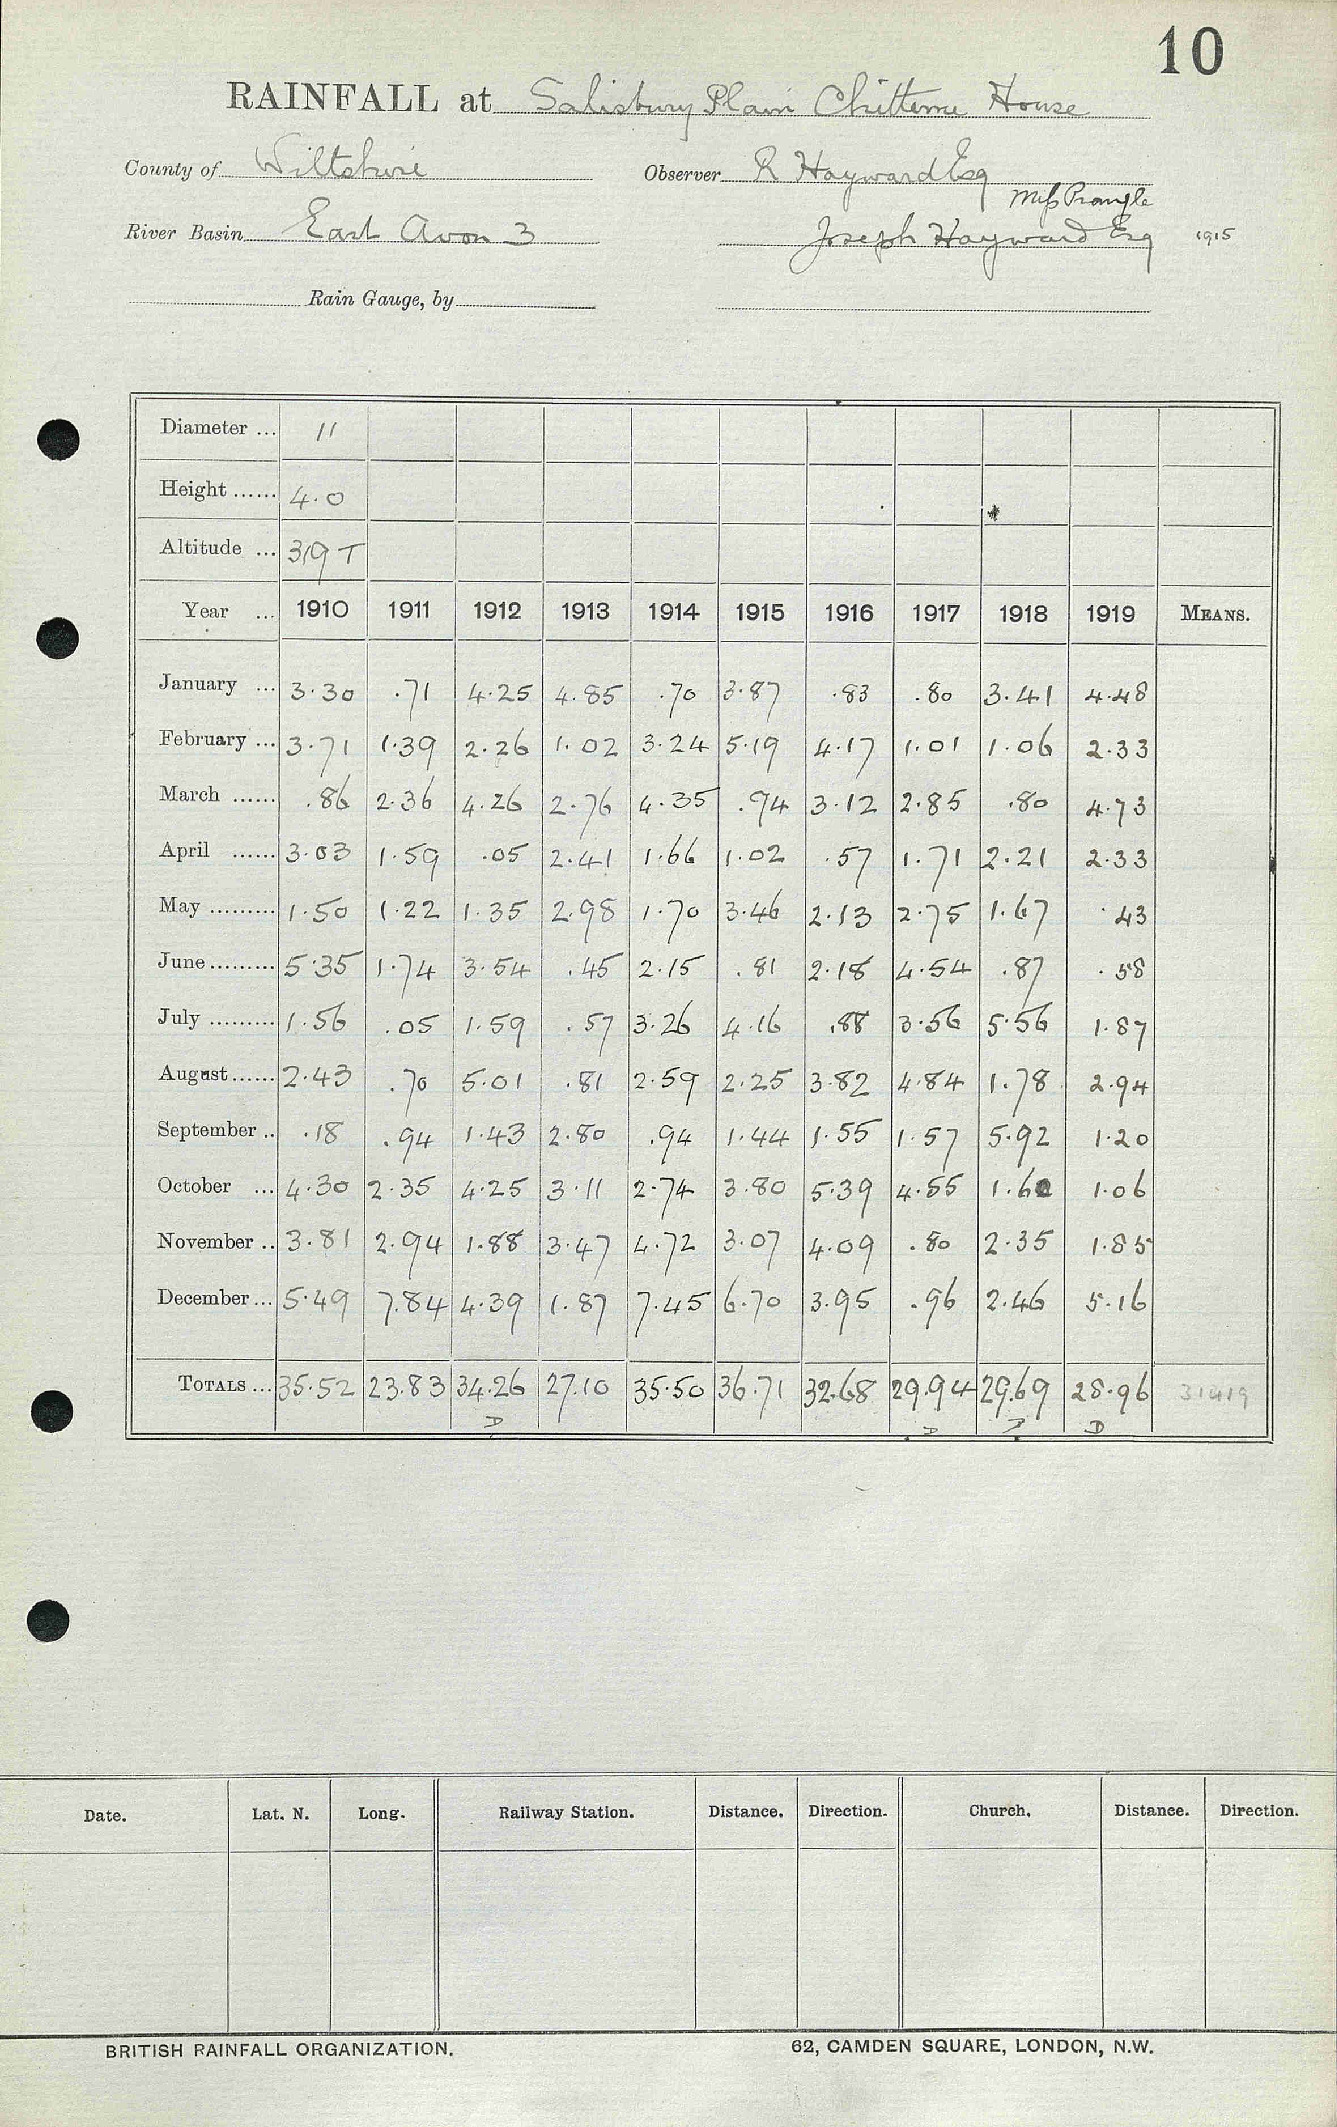 10
RAINFALL at Salisbury Plain Chitterne House
County of Wiltshire Observer R Hayward Esq
Miss Prangle
River Basin East Avon 3 Joseph Hayward Esq 1915
Rain Gauge, by
Diameter ... 11
Height ...... 4.0
Altitude ... 319 T
Year ... 1910 1911 1912 1913 1914 1915 1916 1917 1918 1919 MEANS.
January ... 3.30 .71 4.25 4.85 .70 3.87 .83 .80 3.41 4.48
February ... 3.71 1.39 2.26 1.02 3.24 5.19 4.17 1.01 1.06 2.33
March ...... .86 2.36 4.26 2.76 4.35 .94 3.12 2.85 .80 4.73
April ...... 3.03 1.59 .05 2.41 1.66 1.02 .57 1.71 2.21 2.33
May ......... 1.50 1.22 1.35 2.98 1.70 3.46 2.13 2.75 1.67 .43
June ......... 5.35 1.74 3.54 .45 2.15 .81 2.18 4.54 .87 .58
July ......... 1.56 .05 1.59 .57 3.26 4.16 .88 3.56 5.56 1.87
August ...... 2.43 .70 5.01 .81 2.59 2.25 3.82 4.84 1.78 2.94
September .. .18 .94 1.43 2.80 .94 1.44 1.55 1.57 5.92 1.20
October ... 4.30 2.35 4.25 3.11 2.74 3.80 5.39 4.55 1.60 1.06
November .. 3.81 2.94 1.88 3.47 4.72 3.07 4.09 .80 2.35 1.85
December ... 5.49 7.84 4.39 1.87 7.45 6.70 3.95 .96 2.46 5.16
TOTALS ... 35.52 23.83 34.26 27.10 35.50 36.71 32.68 29.94 29.69 28.96 31419
D D D D
Date. Lat. N. Long. Railway Station. Distance. Direction. Church. Distance. Direction.
BRITISH RAINFALL ORGANIZATION. 62, CAMDEN SQUARE, LONDON, N.W.